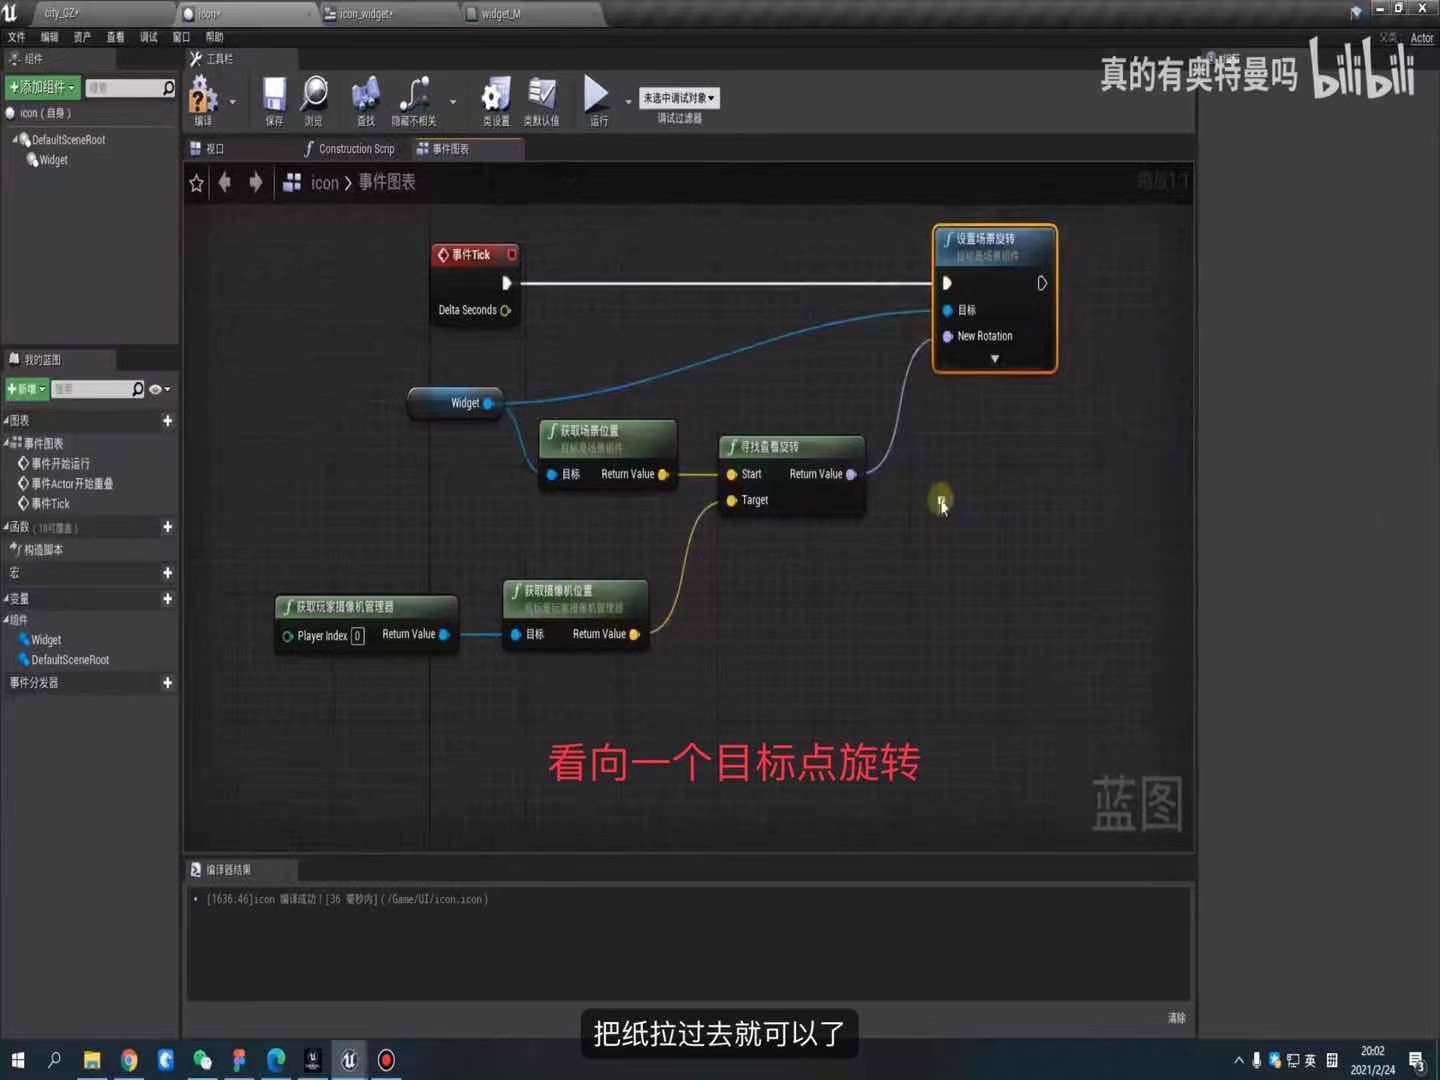 city_GZ*
icon*
icon_widget*
widget_M
文件 编辑 资产 查看 调试 窗口 帮助
父类: Actor
组件
工具栏
真的有奥特曼吗 bilibili
+添加组件
搜索
icon（自身）
DefaultSceneRoot
Widget
编译
保存
浏览
查找
隐藏不相关
类设置
类默认值
运行
未选中调试对象
调试过滤器
视口
Construction Scrip
事件图表
icon > 事件图表
缩放1:1
事件Tick
Delta Seconds
设置场景旋转
目标是场景组件
目标
New Rotation
Widget
获取场景位置
目标是场景组件
目标 Return Value
寻找查看旋转
Start Return Value
Target
获取玩家摄像机管理器
Player Index 0 Return Value
获取摄像机位置
目标是玩家摄像机管理器
目标 Return Value
我的蓝图
+新增
搜索
图表
事件图表
事件开始运行
事件Actor开始重叠
事件Tick
函数（18可覆盖）
构造脚本
宏
变量
组件
Widget
DefaultSceneRoot
事件分发器
看向一个目标点旋转
蓝图
编译器结果
[1636.46]icon 编译成功！[36 毫秒内]（/Game/UI/icon.icon）
清除
把纸拉过去就可以了
英
20:02
2021/2/24
3